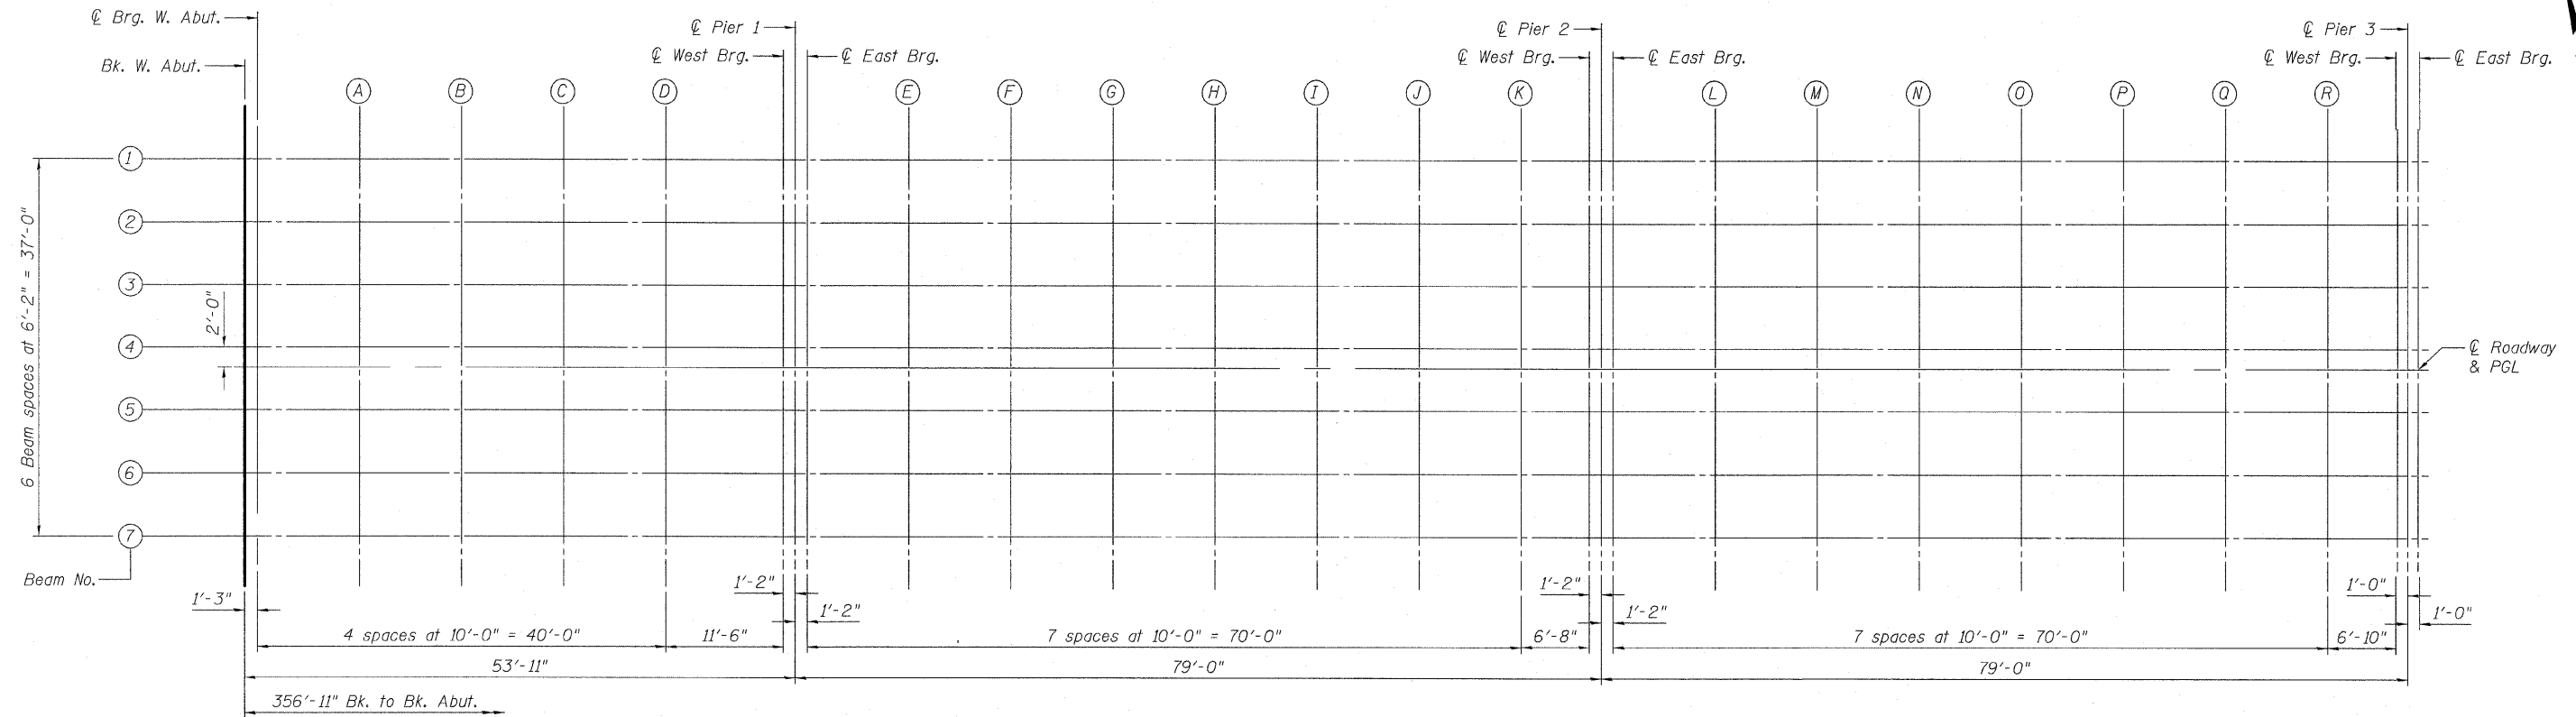 ℄ Brg. W. Abut.
Bk. W. Abut.
℄ Pier 1
℄ West Brg.
℄ East Brg.
℄ Pier 2
℄ West Brg.
℄ East Brg.
℄ Pier 3
℄ West Brg.
℄ East Brg.
A B C D E F G H I J K L M N O P Q R
1
2
3
4
5
6
7
6 Beam spaces at 6'-2" = 37'-0"
2'-0"
℄ Roadway
& PGL
Beam No.
1'-3"
1'-2"
1'-2"
1'-2"
1'-2"
1'-0"
1'-0"
4 spaces at 10'-0" = 40'-0"
11'-6"
7 spaces at 10'-0" = 70'-0"
6'-8"
7 spaces at 10'-0" = 70'-0"
6'-10"
53'-11"
79'-0"
79'-0"
356'-11" Bk. to Bk. Abut.